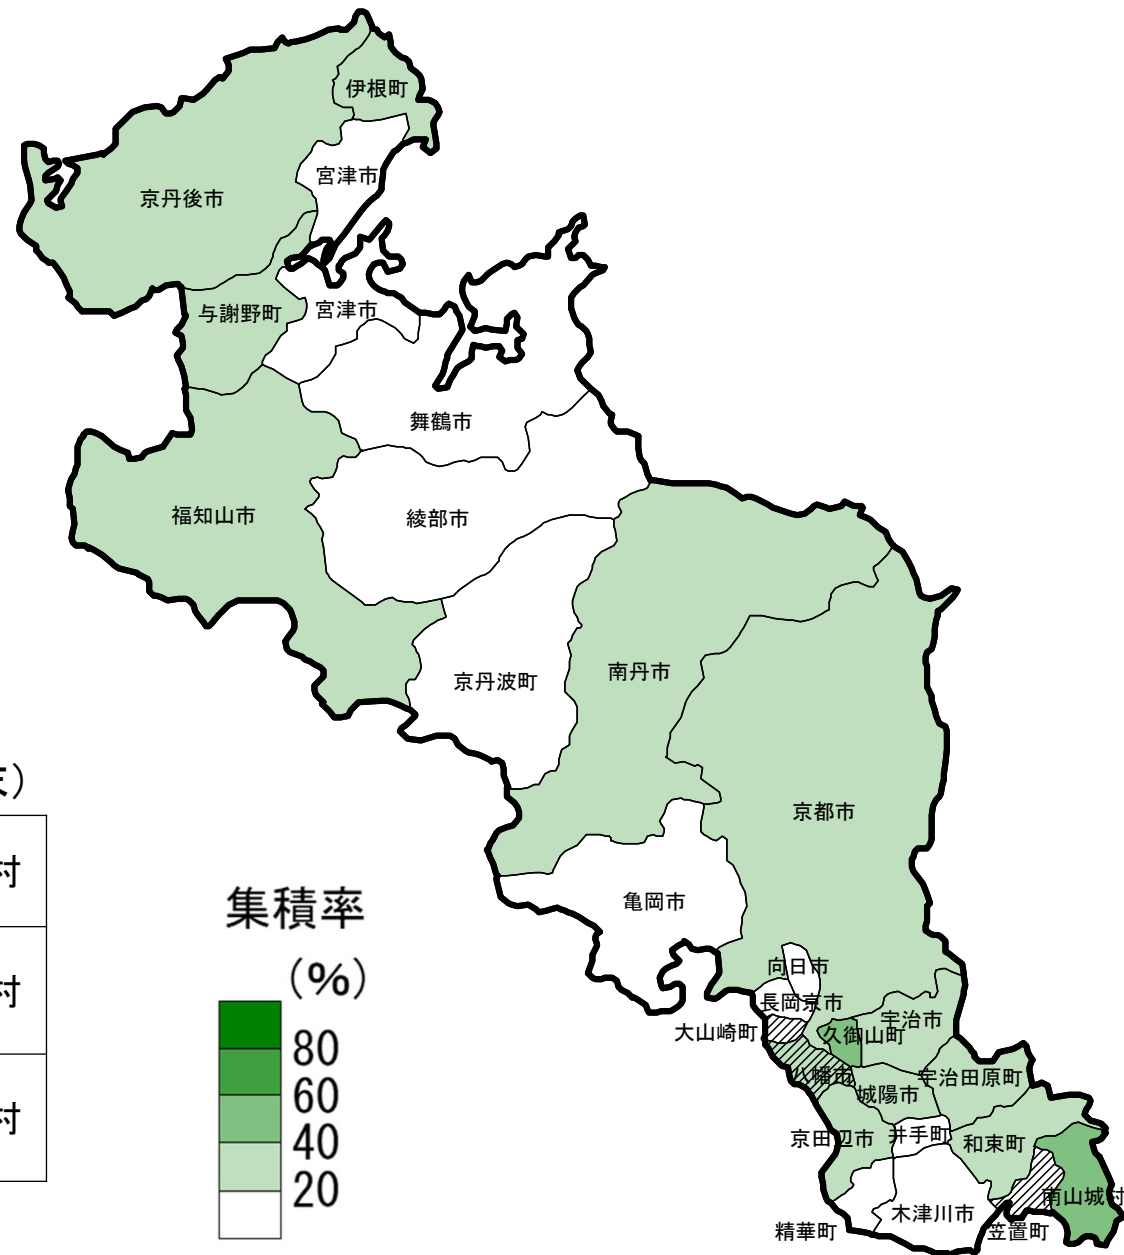 伊根町
宮津市
京丹後市
与謝野町
宮津市
舞鶴市
福知山市
綾部市
京丹波町
南丹市
京都市
亀岡市
向日市
長岡京市
大山崎町
久御山町
宇治市
八幡市
城陽市
宇治田原町
京田辺市
井手町
和束町
南山城村
木津川市
精華町
笠置町
末）
村
村
村
集積率
（%）
80
60
40
20